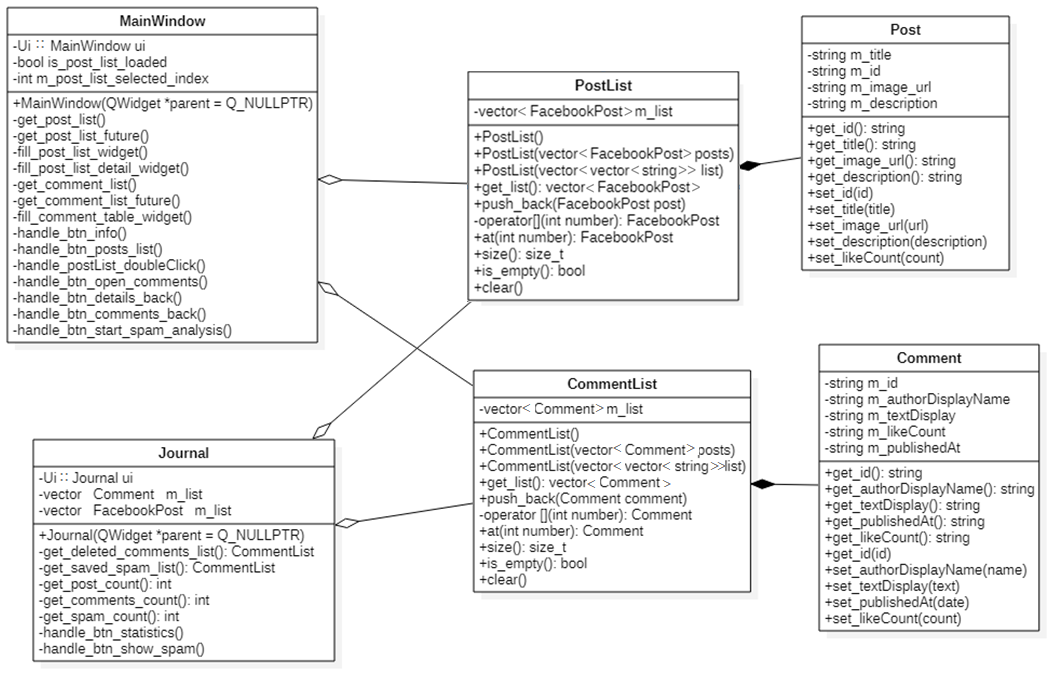 MainWindow
-Ui :: MainWindow ui
-bool is_post_list_loaded
-int m_post_list_selected_index
+MainWindow(QWidget *parent = Q_NULLPTR)
-get_post_list()
-get_post_list_future()
-fill_post_list_widget()
-fill_post_list_detail_widget()
-get_comment_list()
-get_comment_list_future()
-fill_comment_table_widget()
-handle_btn_info()
-handle_btn_posts_list()
-handle_postList_doubleClick()
-handle_btn_open_comments()
-handle_btn_details_back()
-handle_btn_comments_back()
-handle_btn_start_spam_analysis()
PostList
-vector< FacebookPost> m_list
+PostList()
+PostList(vector< FacebookPost> posts)
+PostList(vector< vector< string>> list)
+get_list(): vector< FacebookPost>
+push_back(FacebookPost post)
-operator[](int number): FacebookPost
+at(int number): FacebookPost
+size(): size_t
+is_empty(): bool
+clear()
Post
-string m_title
-string m_id
-string m_image_url
-string m_description
+get_id(): string
+get_title(): string
+get_image_url(): string
+get_description(): string
+set_id(id)
+set_title(title)
+set_image_url(url)
+set_description(description)
+set_likeCount(count)
Journal
-Ui :: Journal ui
-vector Comment m_list
-vector FacebookPost m_list
+Journal(QWidget *parent = Q_NULLPTR)
-get_deleted_comments_list(): CommentList
-get_saved_spam_list(): CommentList
-get_post_count(): int
-get_comments_count(): int
-get_spam_count(): int
-handle_btn_statistics()
-handle_btn_show_spam()
CommentList
-vector< Comment> m_list
+CommentList()
+CommentList(vector< Comment> posts)
+CommentList(vector< vector< string>>list)
+get_list(): vector< Comment >
+push_back(Comment comment)
-operator [](int number): Comment
+at(int number): Comment
+size(): size_t
+is_empty(): bool
+clear()
Comment
-string m_id
-string m_authorDisplayName
-string m_textDisplay
-string m_likeCount
-string m_publishedAt
+get_id(): string
+get_authorDisplayName(): string
+get_textDisplay(): string
+get_publishedAt(): string
+get_likeCount(): string
+get_id(id)
+set_authorDisplayName(name)
+set_textDisplay(text)
+set_publishedAt(date)
+set_likeCount(count)